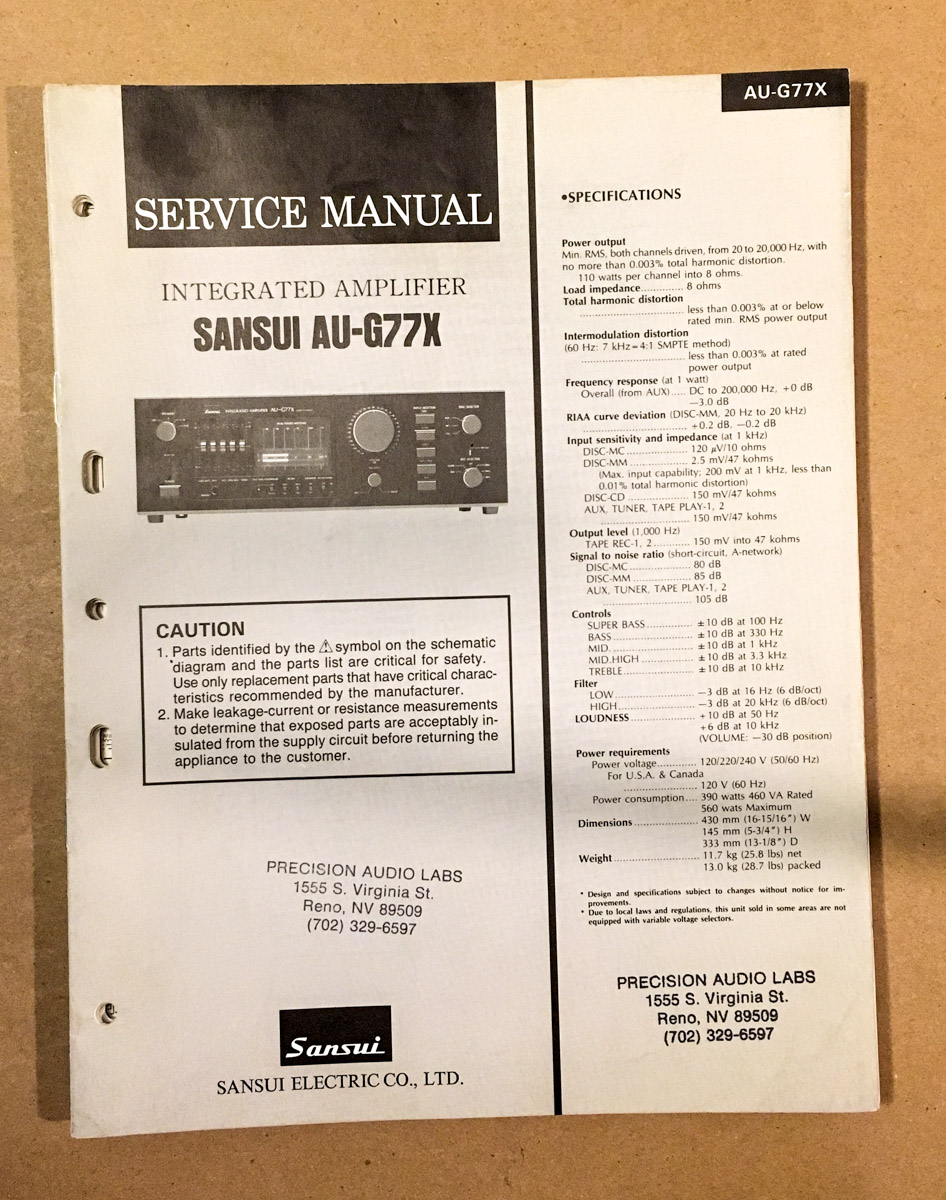 SERVICE MANUAL
INTEGRATED AMPLIFIER
SANSUI AU-G77X
Sansui INTEGRATED AMPLIFIER AU-G77X
CAUTION
1. Parts identified by the ⚠ symbol on the schematic
diagram and the parts list are critical for safety.
Use only replacement parts that have critical charac-
teristics recommended by the manufacturer.
2. Make leakage-current or resistance measurements
to determine that exposed parts are acceptably in-
sulated from the supply circuit before returning the
appliance to the customer.
PRECISION AUDIO LABS
1555 S. Virginia St.
Reno, NV 89509
(702) 329-6597
Sansui
SANSUI ELECTRIC CO., LTD.
AU-G77X
•SPECIFICATIONS
Power output
Min. RMS, both channels driven, from 20 to 20,000 Hz, with
no more than 0.003% total harmonic distortion.
110 watts per channel into 8 ohms.
Load impedance............. 8 ohms
Total harmonic distortion
............................... less than 0.003% at or below
rated min. RMS power output
Intermodulation distortion
(60 Hz: 7 kHz=4:1 SMPTE method)
............................... less than 0.003% at rated
power output
Frequency response (at 1 watt)
Overall (from AUX)..... DC to 200,000 Hz, +0 dB
−3.0 dB
RIAA curve deviation (DISC-MM, 20 Hz to 20 kHz)
............................... +0.2 dB, −0.2 dB
Input sensitivity and impedance (at 1 kHz)
DISC-MC................... 120 μV/10 ohms
DISC-MM .................. 2.5 mV/47 kohms
(Max. input capability; 200 mV at 1 kHz, less than
0.01% total harmonic distortion)
DISC-CD ................... 150 mV/47 kohms
AUX, TUNER, TAPE PLAY-1, 2
............................... 150 mV/47 kohms
Output level (1,000 Hz)
TAPE REC-1, 2........... 150 mV into 47 kohms
Signal to noise ratio (short-circuit, A-network)
DISC-MC................... 80 dB
DISC-MM .................. 85 dB
AUX, TUNER, TAPE PLAY-1, 2
............................... 105 dB
Controls
SUPER BASS.............. ±10 dB at 100 Hz
BASS......................... ±10 dB at 330 Hz
MID........................... ±10 dB at 1 kHz
MID.HIGH ................ ±10 dB at 3.3 kHz
TREBLE...................... ±10 dB at 10 kHz
Filter
LOW......................... −3 dB at 16 Hz (6 dB/oct)
HIGH........................ −3 dB at 20 kHz (6 dB/oct)
LOUDNESS................... +10 dB at 50 Hz
+6 dB at 10 kHz
(VOLUME: −30 dB position)
Power requirements
Power voltage............ 120/220/240 V (50/60 Hz)
For U.S.A. & Canada
............................... 120 V (60 Hz)
Power consumption.... 390 watts 460 VA Rated
560 wats Maximum
Dimensions................... 430 mm (16-15/16″) W
145 mm (5-3/4″) H
333 mm (13-1/8″) D
Weight......................... 11.7 kg (25.8 lbs) net
13.0 kg (28.7 lbs) packed
* Design and specifications subject to changes without notice for im-
provements.
* Due to local laws and regulations, this unit sold in some areas are not
equipped with variable voltage selectors.
PRECISION AUDIO LABS
1555 S. Virginia St.
Reno, NV 89509
(702) 329-6597